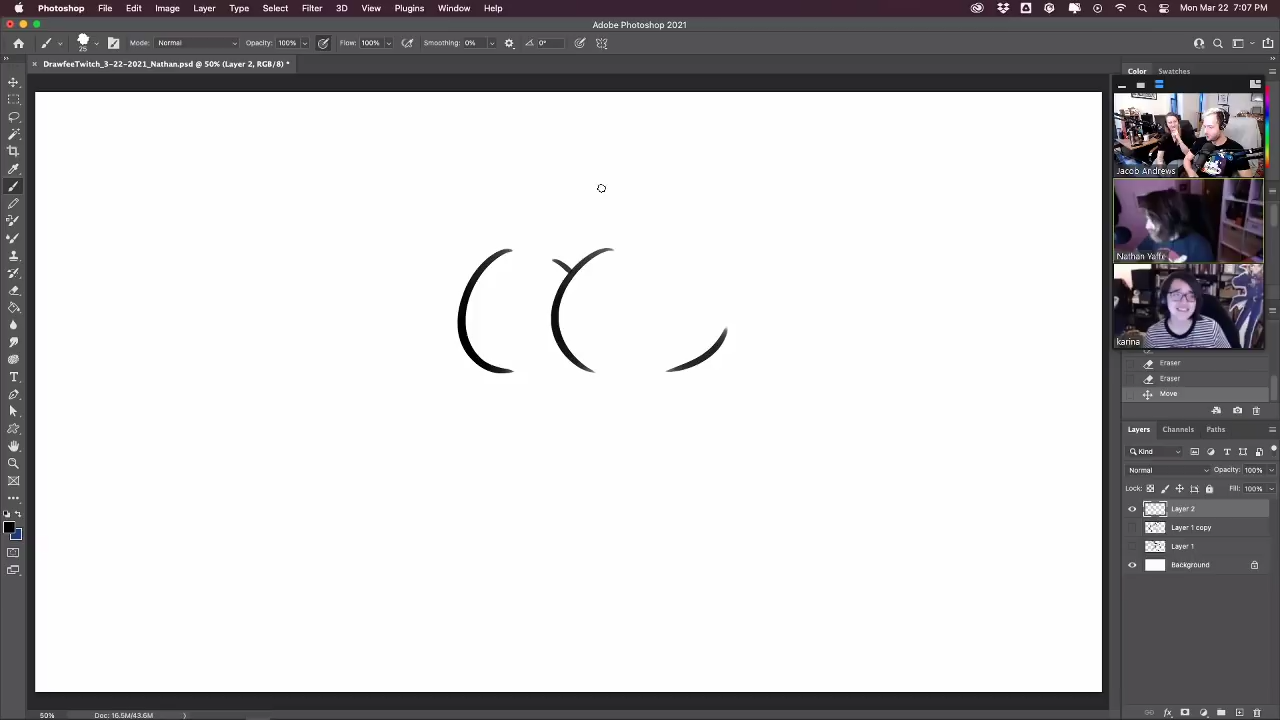 Photoshop File Edit Image Layer Type Select Filter 3D View Plugins Window Help Mon Mar 22 7:07 PM
Adobe Photoshop 2021
25 Mode: Normal Opacity: 100% Flow: 100% Smoothing: 0% 0°
DrawfeeTwitch_3-22-2021_Nathan.psd @ 50% (Layer 2, RGB/8) *
Color Swatches
Jacob Andrews
Nathan Yaffe
karina
Eraser
Eraser
Move
Layers Channels Paths
Kind
Normal Opacity: 100%
Lock: Fill: 100%
Layer 2
Layer 1 copy
Layer 1
Background
50% Doc: 16.5M/43.6M